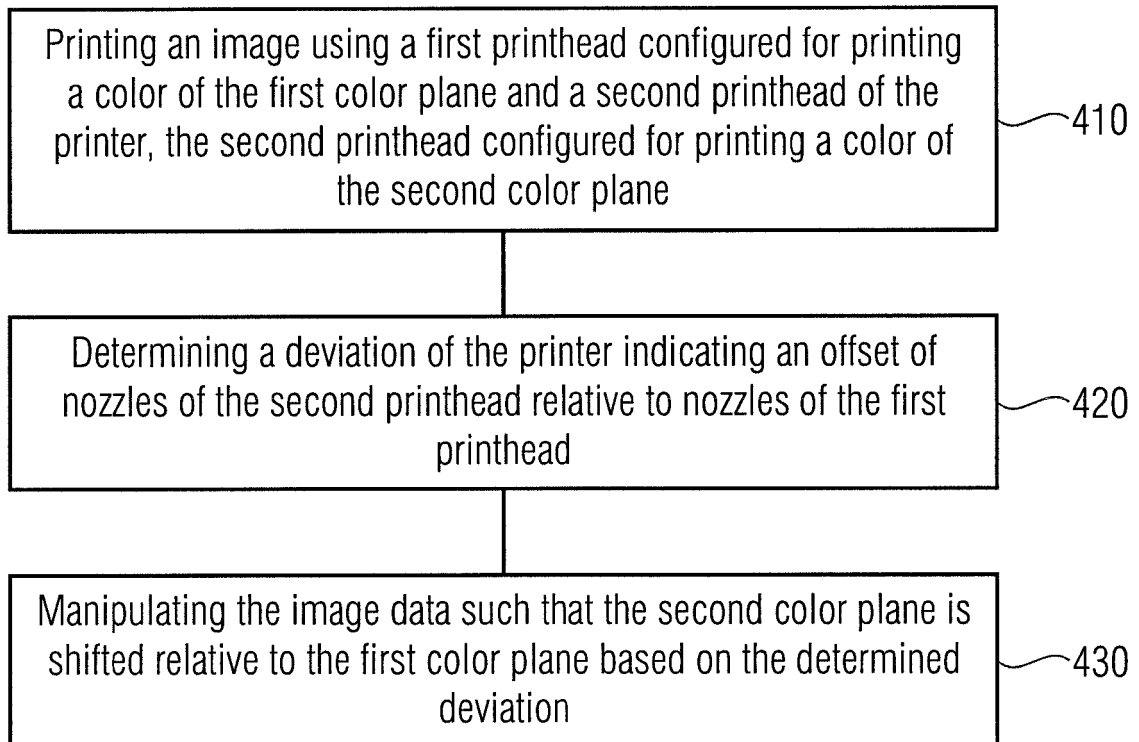 Printing an image using a first printhead configured for printing
a color of the first color plane and a second printhead of the
printer, the second printhead configured for printing a color of
the second color plane
410
Determining a deviation of the printer indicating an offset of
nozzles of the second printhead relative to nozzles of the first
printhead
420
Manipulating the image data such that the second color plane is
shifted relative to the first color plane based on the determined
deviation
430